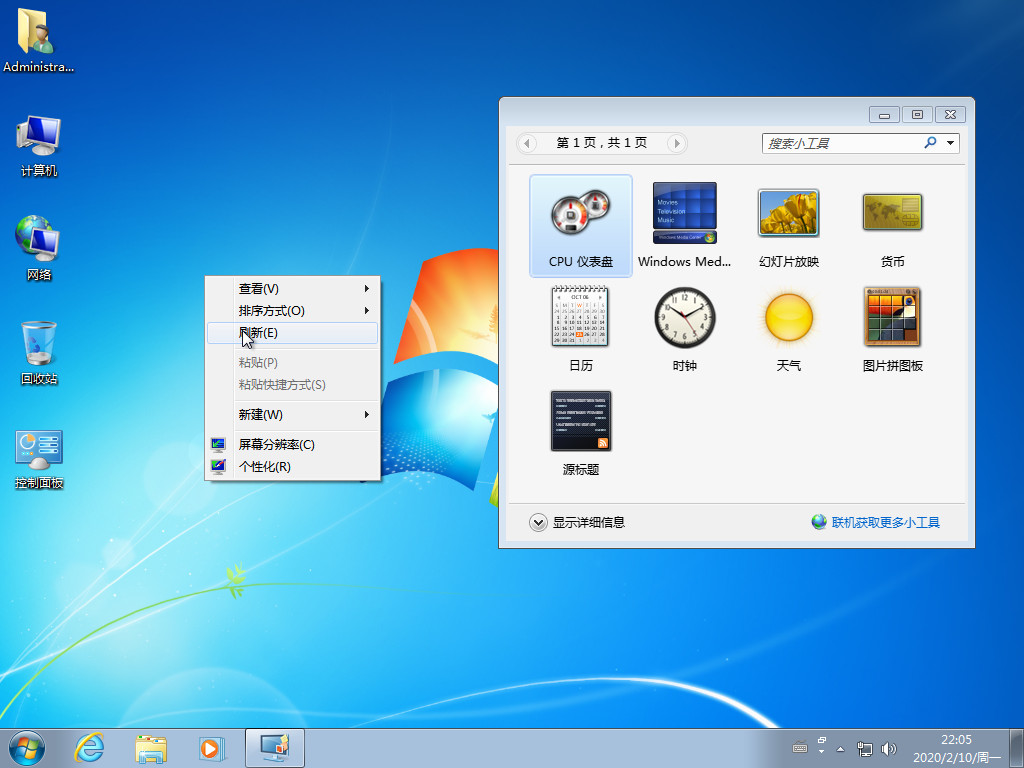 Administra...
计算机
网络
回收站
控制面板
查看(V)
排序方式(O)
刷新(E)
粘贴(P)
粘贴快捷方式(S)
新建(W)
屏幕分辨率(C)
个性化(R)
第 1 页，共 1 页
搜索小工具
CPU 仪表盘
Movies
Television
Music
Windows Media Center
Windows Med...
幻灯片放映
货币
OCT 06
日历
时钟
天气
图片拼图板
源标题
显示详细信息
联机获取更多小工具
22:05
2020/2/10/周一